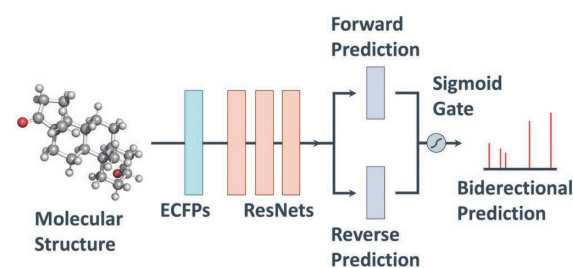 Forward
Prediction
Sigmoid
Gate
Molecular
Structure
ECFPs
ResNets
Reverse
Prediction
Biderectional
Prediction